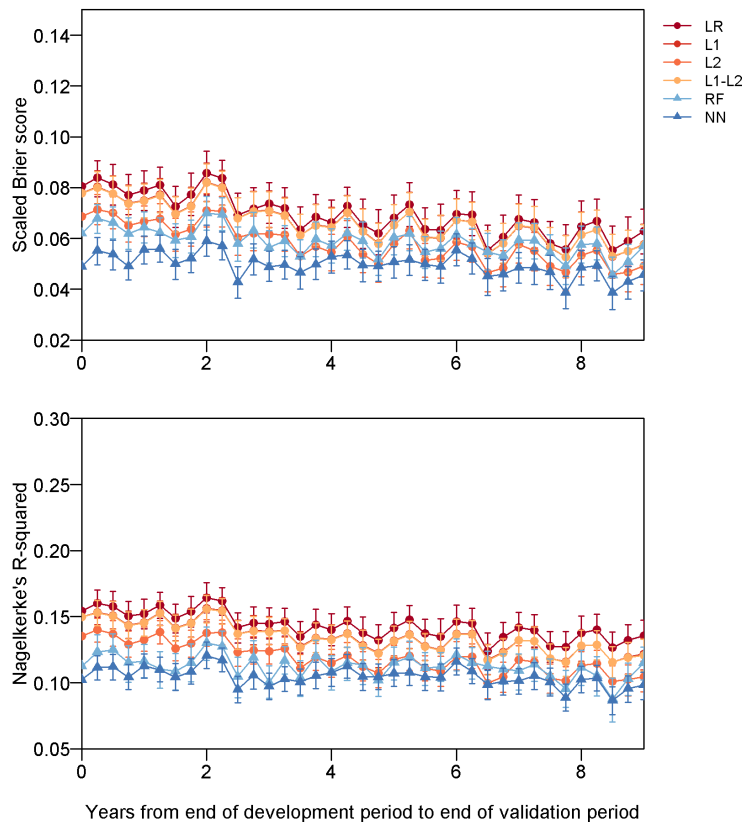 Scaled Brier score
0.14
0.12
0.10
0.08
0.06
0.04
0.02
0 2 4 6 8
LR
L1
L2
L1-L2
RF
NN
Nagelkerke's R-squared
0.30
0.25
0.20
0.15
0.10
0.05
0 2 4 6 8
Years from end of development period to end of validation period